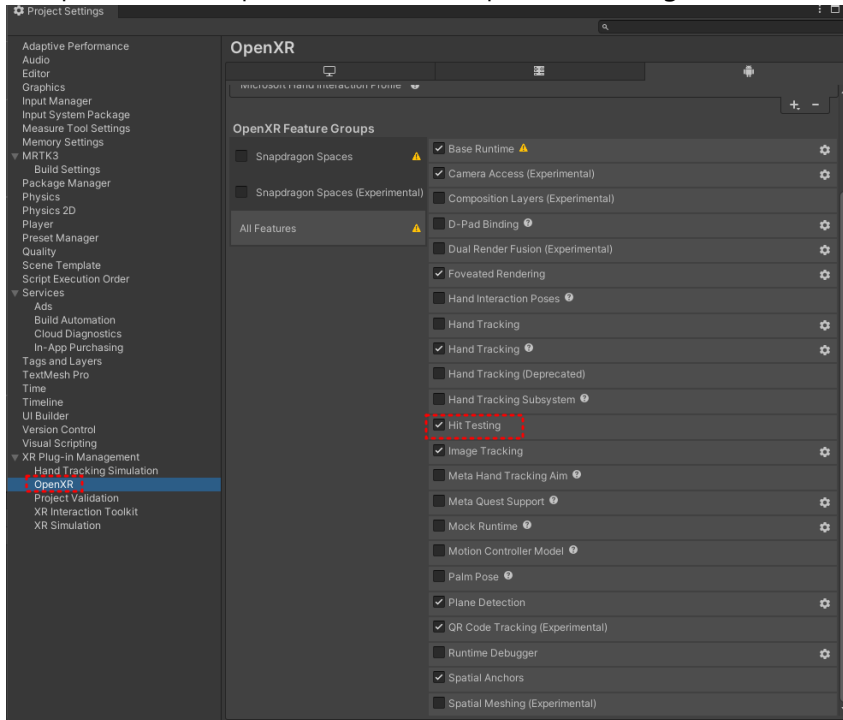 Project Settings
Adaptive Performance
Audio
Editor
Graphics
Input Manager
Input System Package
Measure Tool Settings
Memory Settings
MRTK3
Build Settings
Package Manager
Physics
Physics 2D
Player
Preset Manager
Quality
Scene Template
Script Execution Order
Services
Ads
Build Automation
Cloud Diagnostics
In-App Purchasing
Tags and Layers
TextMesh Pro
Time
Timeline
UI Builder
Version Control
Visual Scripting
XR Plug-in Management
Hand Tracking Simulation
OpenXR
Project Validation
XR Interaction Toolkit
XR Simulation
OpenXR
Microsoft Hand Interaction Profile
OpenXR Feature Groups
Snapdragon Spaces
Snapdragon Spaces (Experimental)
All Features
Base Runtime
Camera Access (Experimental)
Composition Layers (Experimental)
D-Pad Binding
Dual Render Fusion (Experimental)
Foveated Rendering
Hand Interaction Poses
Hand Tracking
Hand Tracking
Hand Tracking (Deprecated)
Hand Tracking Subsystem
Hit Testing
Image Tracking
Meta Hand Tracking Aim
Meta Quest Support
Mock Runtime
Motion Controller Model
Palm Pose
Plane Detection
QR Code Tracking (Experimental)
Runtime Debugger
Spatial Anchors
Spatial Meshing (Experimental)